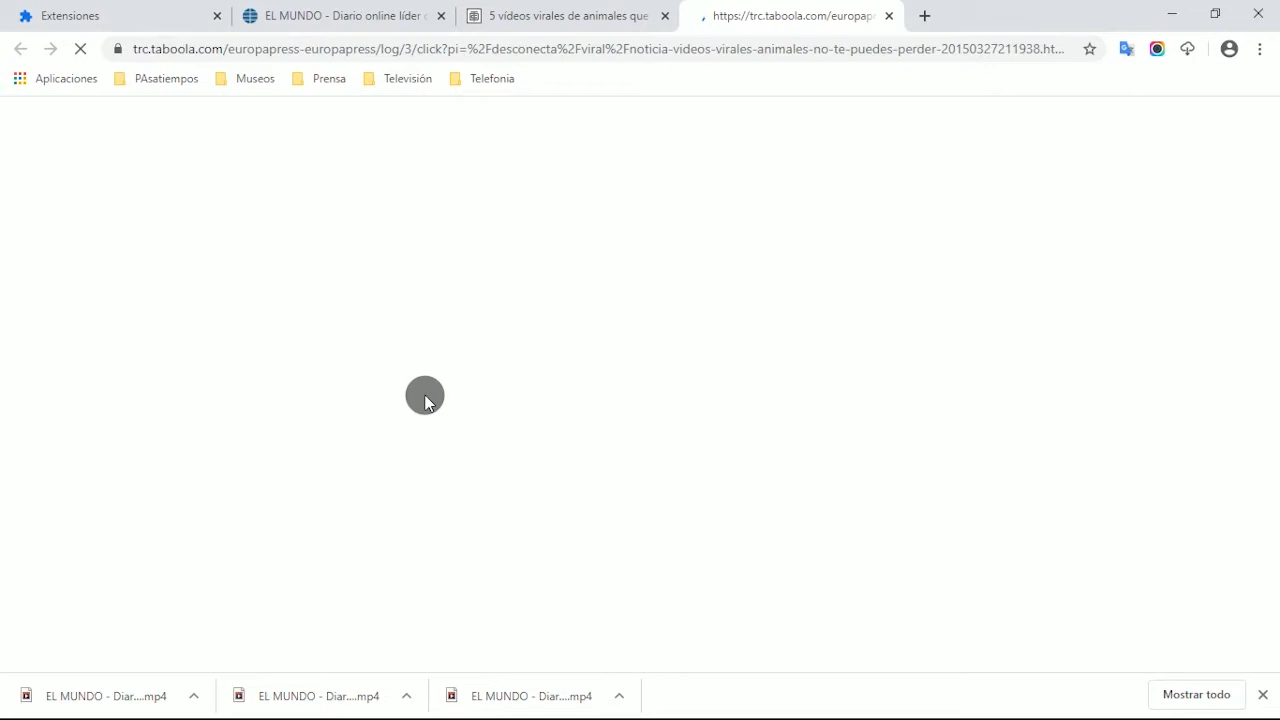 Extensiones
EL MUNDO - Diario online líder
5 vídeos virales de animales que
https://trc.taboola.com/europapr
trc.taboola.com/europapress-europapress/log/3/click?pi=%2Fdesconecta%2Fviral%2Fnoticia-videos-virales-animales-no-te-puedes-perder-20150327211938.ht...
Aplicaciones
PAsatiempos
Museos
Prensa
Televisión
Telefonia
EL MUNDO - Diar....mp4
EL MUNDO - Diar....mp4
EL MUNDO - Diar....mp4
Mostrar todo